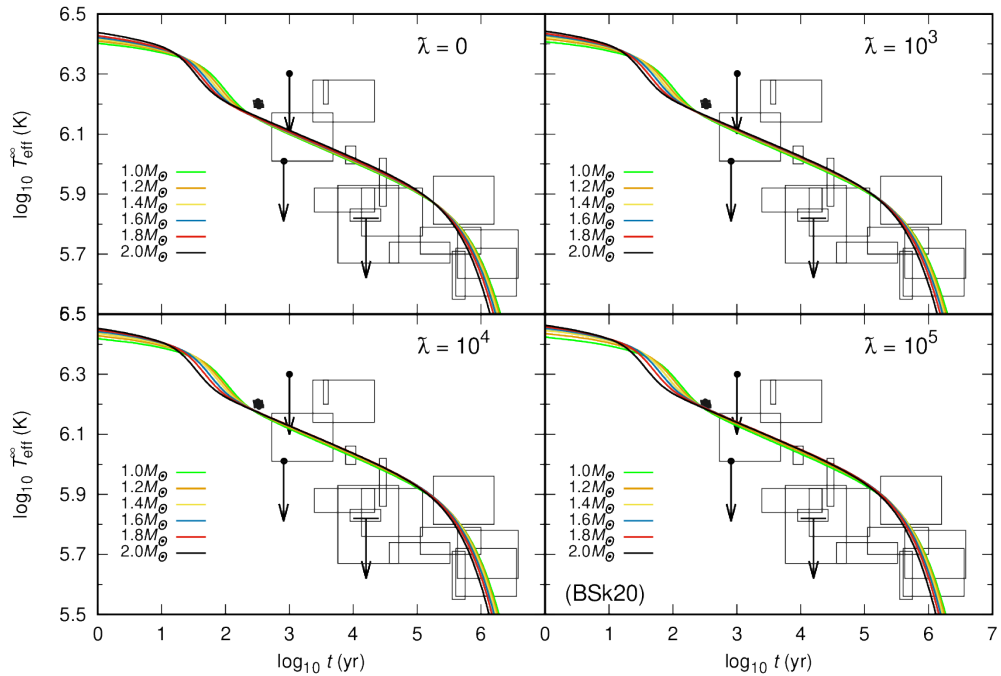 6.5
6.3
6.1
5.9
5.7
6.5
6.3
6.1
5.9
5.7
5.5
log₁₀ T∞eff (K)
log₁₀ T∞eff (K)
λ̃ = 0
1.0M⊙
1.2M⊙
1.4M⊙
1.6M⊙
1.8M⊙
2.0M⊙
λ̃ = 10³
1.0M⊙
1.2M⊙
1.4M⊙
1.6M⊙
1.8M⊙
2.0M⊙
λ̃ = 10⁴
1.0M⊙
1.2M⊙
1.4M⊙
1.6M⊙
1.8M⊙
2.0M⊙
λ̃ = 10⁵
1.0M⊙
1.2M⊙
1.4M⊙
1.6M⊙
1.8M⊙
2.0M⊙
(BSk20)
0 1 2 3 4 5 6 0 1 2 3 4 5 6 7
log₁₀ t (yr) log₁₀ t (yr)